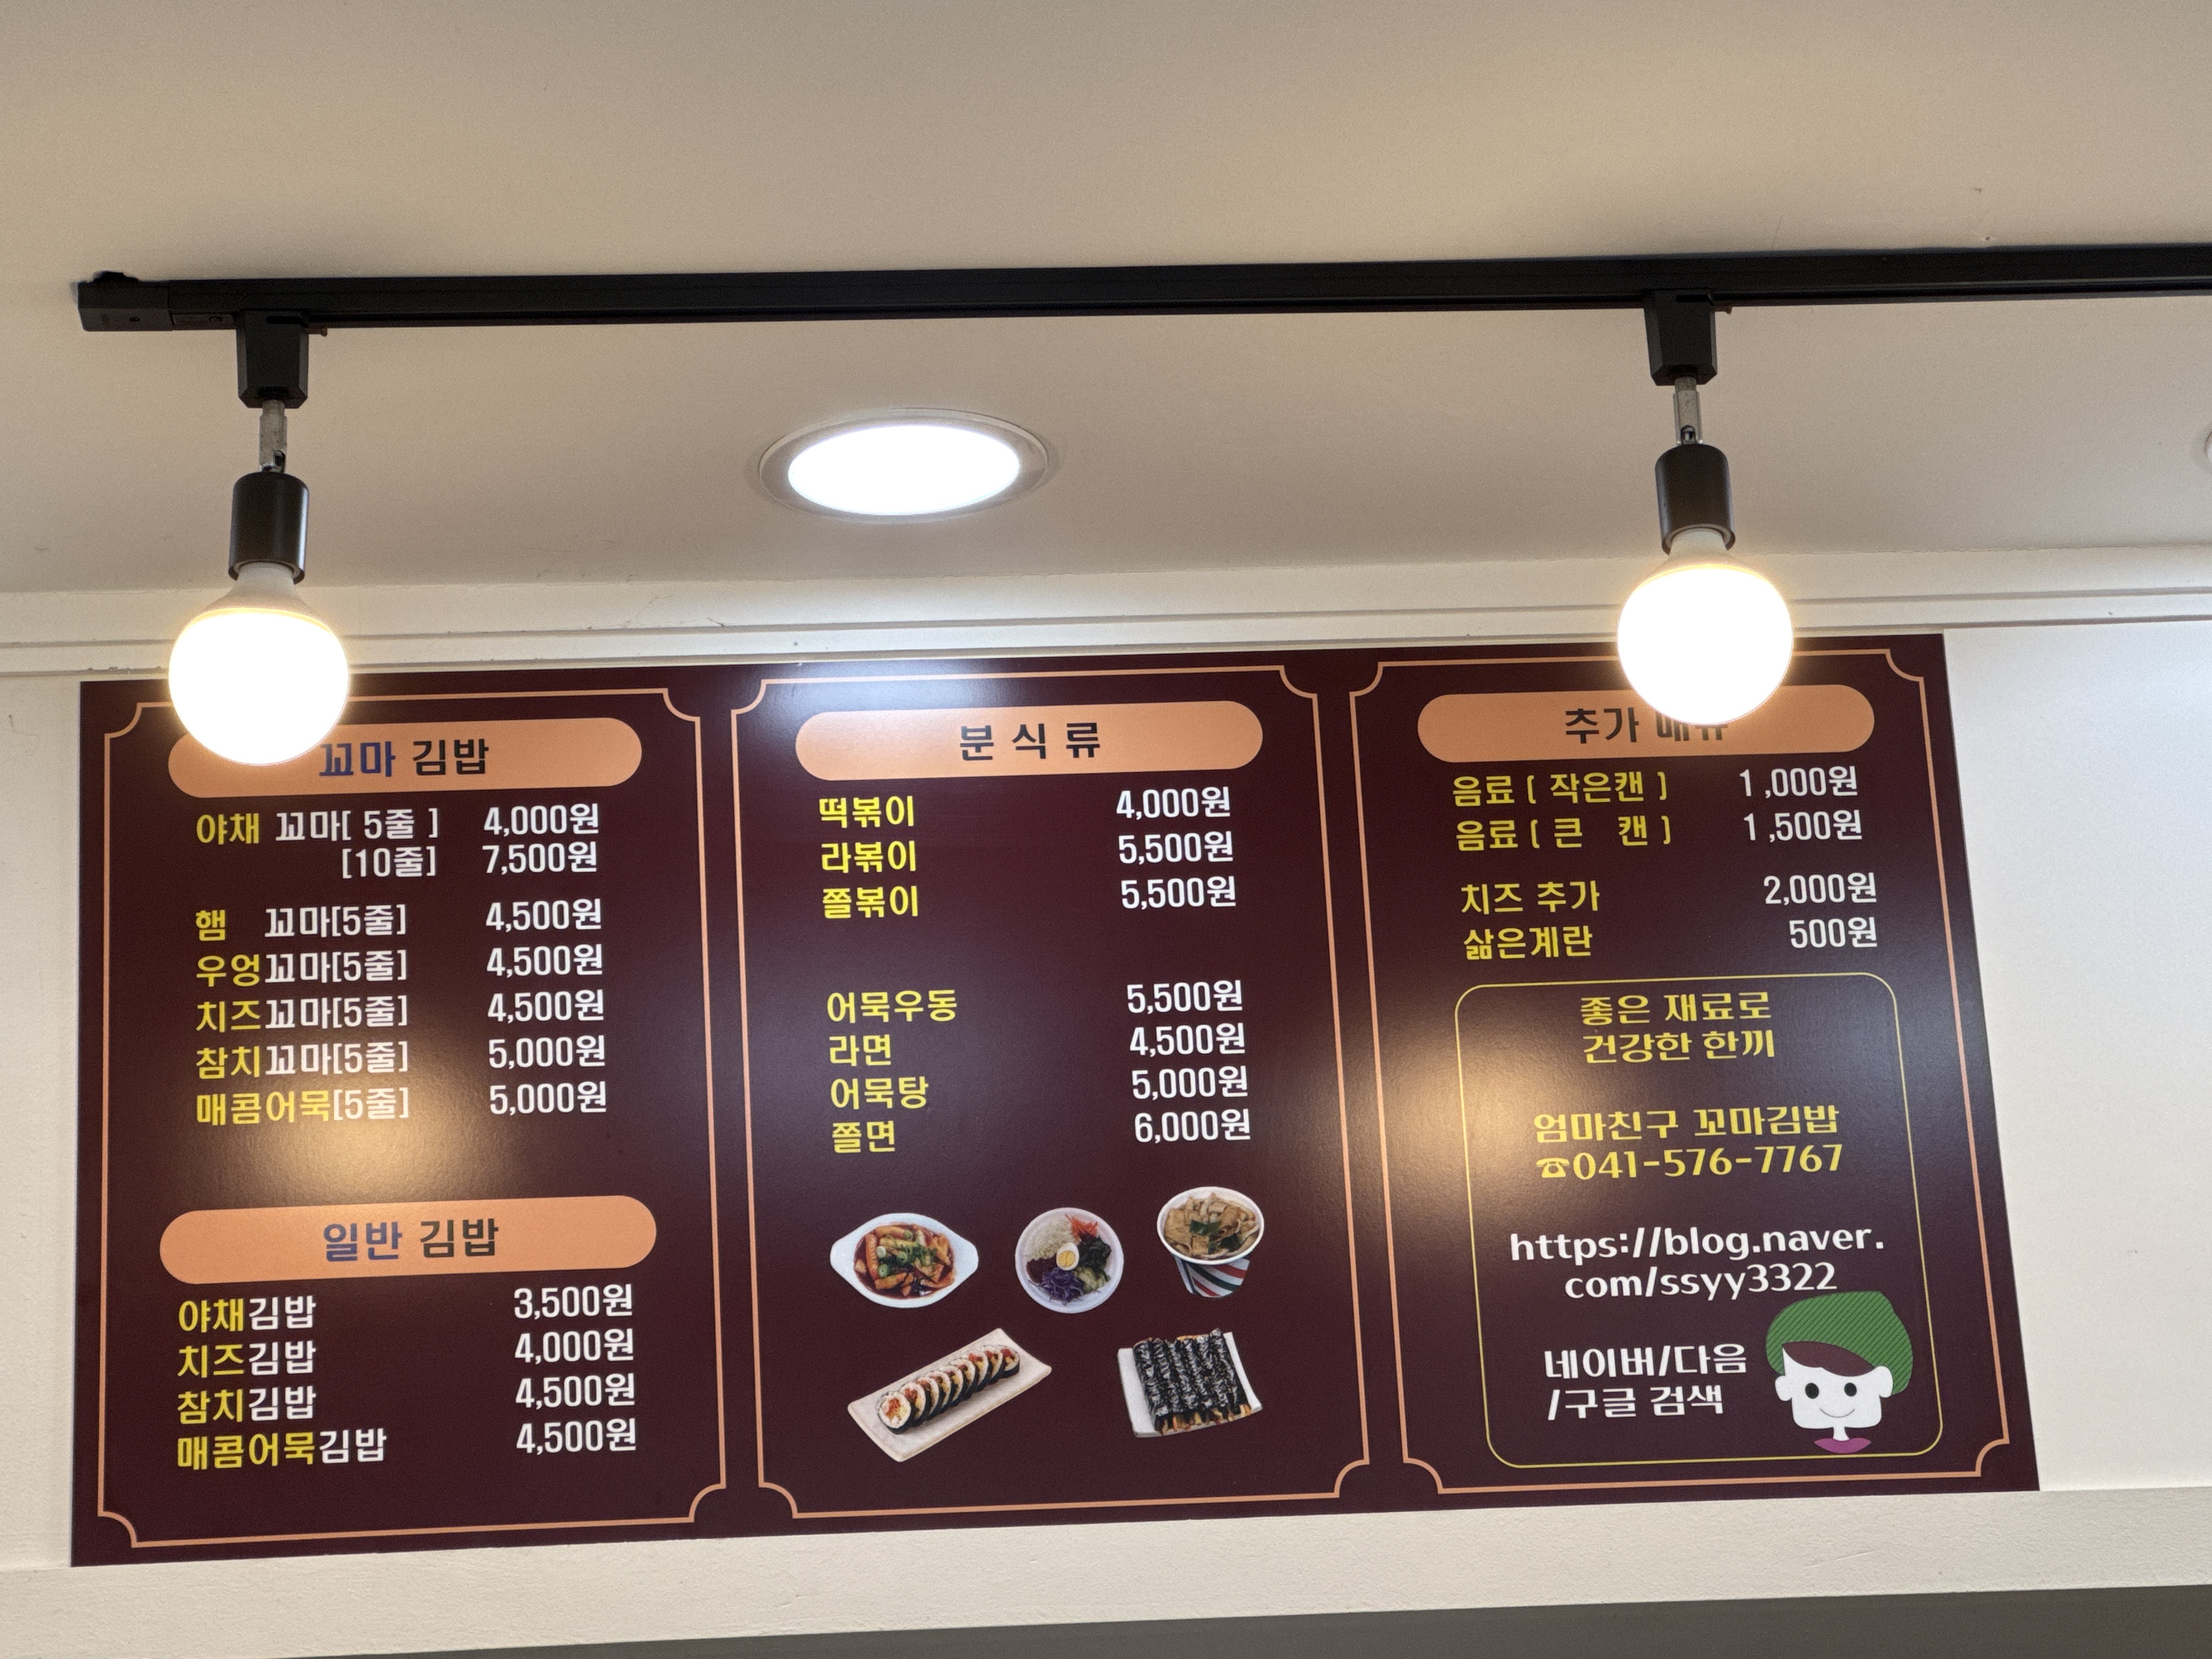 꼬마 김밥
야채 꼬마[ 5줄 ] 4,000원
[10줄] 7,500원
햄 꼬마[5줄] 4,500원
우엉꼬마[5줄] 4,500원
치즈꼬마[5줄] 4,500원
참치꼬마[5줄] 5,000원
매콤어묵[5줄] 5,000원
일반 김밥
야채김밥 3,500원
치즈김밥 4,000원
참치김밥 4,500원
매콤어묵김밥 4,500원
분 식 류
떡볶이 4,000원
라볶이 5,500원
쫄볶이 5,500원
어묵우동 5,500원
라면 4,500원
어묵탕 5,000원
쫄면 6,000원
추가 메뉴
음료 ( 작은캔 ) 1,000원
음료 ( 큰 캔 ) 1,500원
치즈 추가 2,000원
삶은계란 500원
좋은 재료로
건강한 한끼
엄마친구 꼬마김밥
☎041-576-7767
https://blog.naver.
com/ssyy3322
네이버/다음
/구글 검색